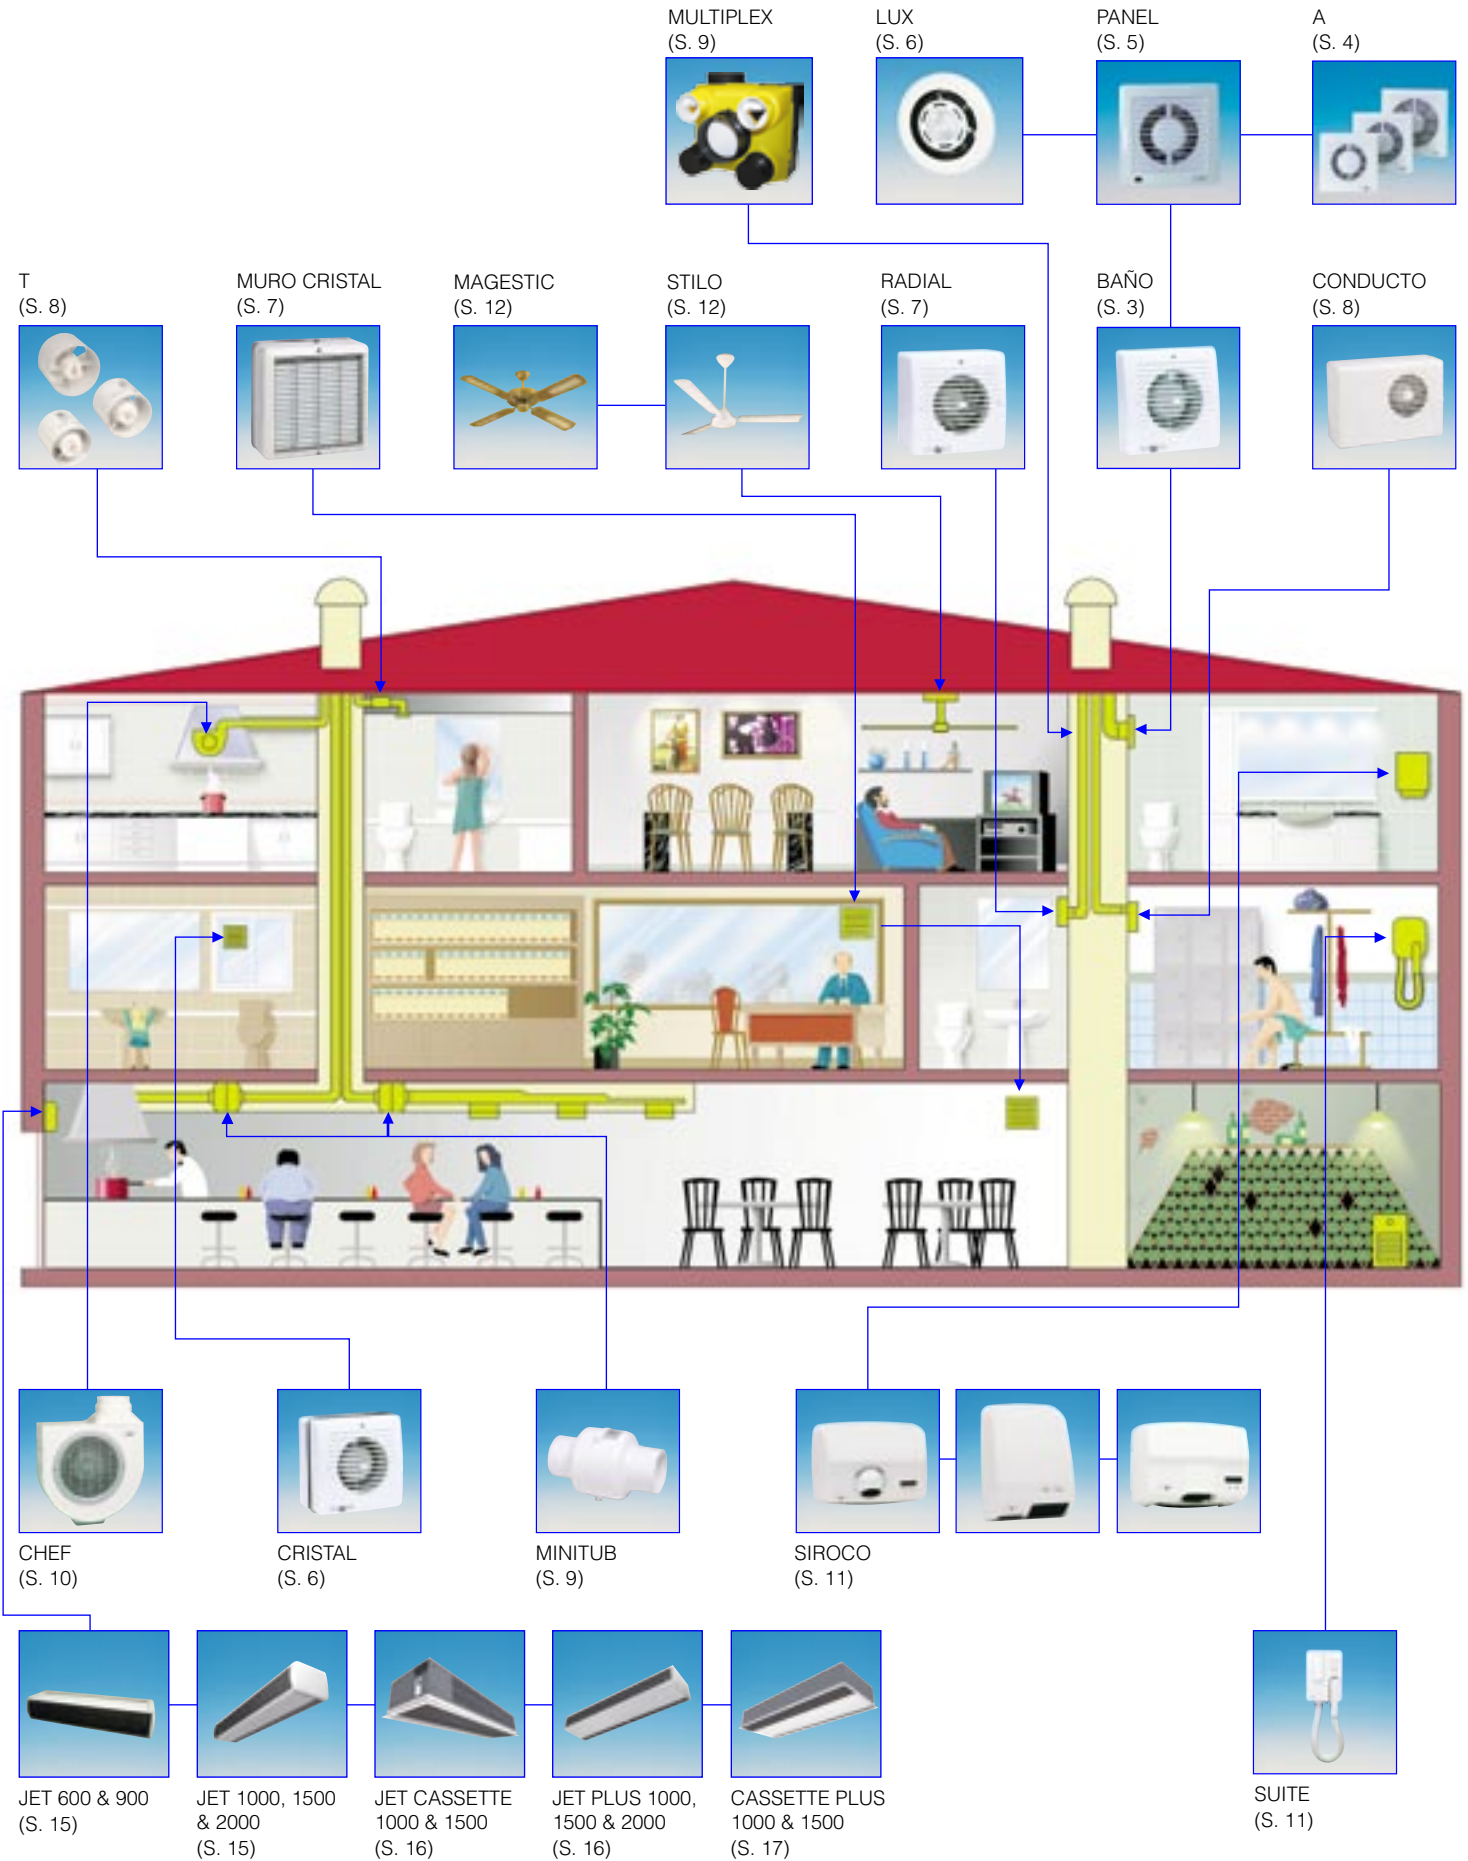 MULTIPLEX
(S. 9)
LUX
(S. 6)
PANEL
(S. 5)
A
(S. 4)
T
(S. 8)
MURO CRISTAL
(S. 7)
MAGESTIC
(S. 12)
STILO
(S. 12)
RADIAL
(S. 7)
BAÑO
(S. 3)
CONDUCTO
(S. 8)
CHEF
(S. 10)
CRISTAL
(S. 6)
MINITUB
(S. 9)
SIROCO
(S. 11)
JET 600 & 900
(S. 15)
JET 1000, 1500
& 2000
(S. 15)
JET CASSETTE
1000 & 1500
(S. 16)
JET PLUS 1000,
1500 & 2000
(S. 16)
CASSETTE PLUS
1000 & 1500
(S. 17)
SUITE
(S. 11)